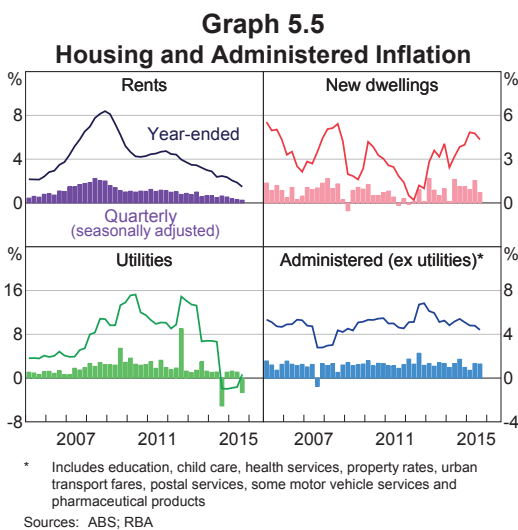 Graph 5.5
Housing and Administered Inflation
% Rents New dwellings %
8 6
Year-ended
4 3
0 0
Quarterly
(seasonally adjusted)
% Utilities Administered (ex utilities)* %
16 8
8 4
0 0
-8 -4
2007 2011 2015 2007 2011 2015
* Includes education, child care, health services, property rates, urban
transport fares, postal services, some motor vehicle services and
pharmaceutical products
Sources: ABS; RBA